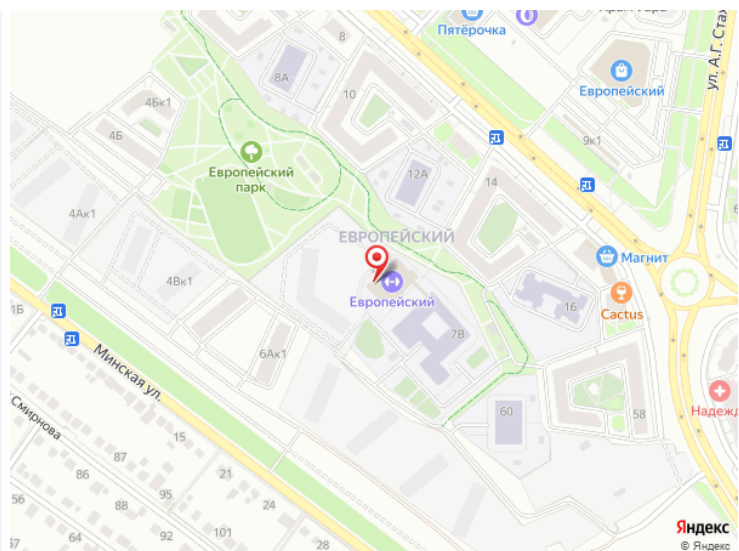 Пятёрочка
8
8А
10
Европейский
9к1
ул. А.Г. Стах
4Бк1
4Б
Европейский
парк
12А
14
4Ак1
ЕВРОПЕЙСКИЙ
Магнит
4Вк1
Европейский
16
Cactus
1Б
7В
6Ак1
Минская ул.
Смирнова
60
58
Надежд
15
87
86
21
95
56
88
24
64
92
101
28
Яндекс
© Яндекс